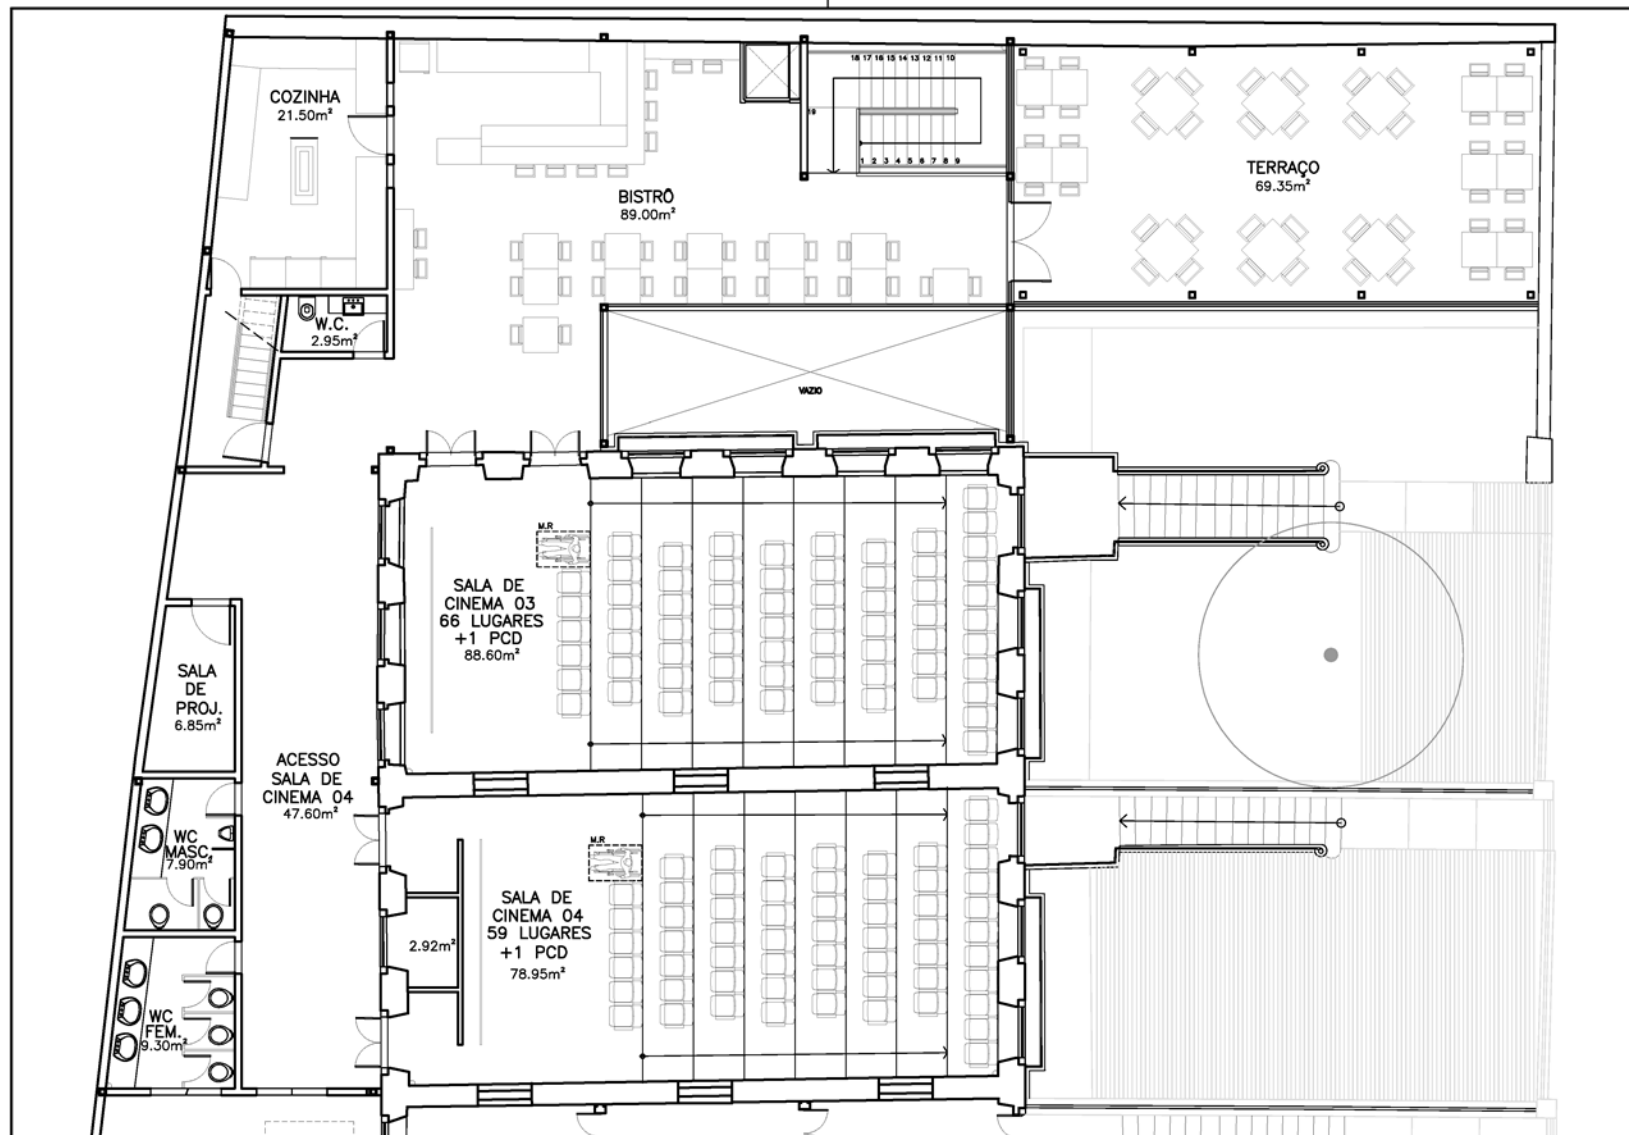 18 17 16 15 14 13 12 11 10
19
1 2 3 4 5 6 7 8 9
COZINHA
21.50m²
BISTRÔ
89.00m²
TERRAÇO
69.35m²
W.C.
2.95m²
VAZIO
M.R
SALA DE
CINEMA 03
66 LUGARES
+1 PCD
88.60m²
SALA
DE
PROJ.
6.85m²
ACESSO
SALA DE
CINEMA 04
47.60m²
WC
MASC.
7.90m²
M.R
SALA DE
CINEMA 04
59 LUGARES
+1 PCD
78.95m²
2.92m²
WC
FEM.
9.30m²